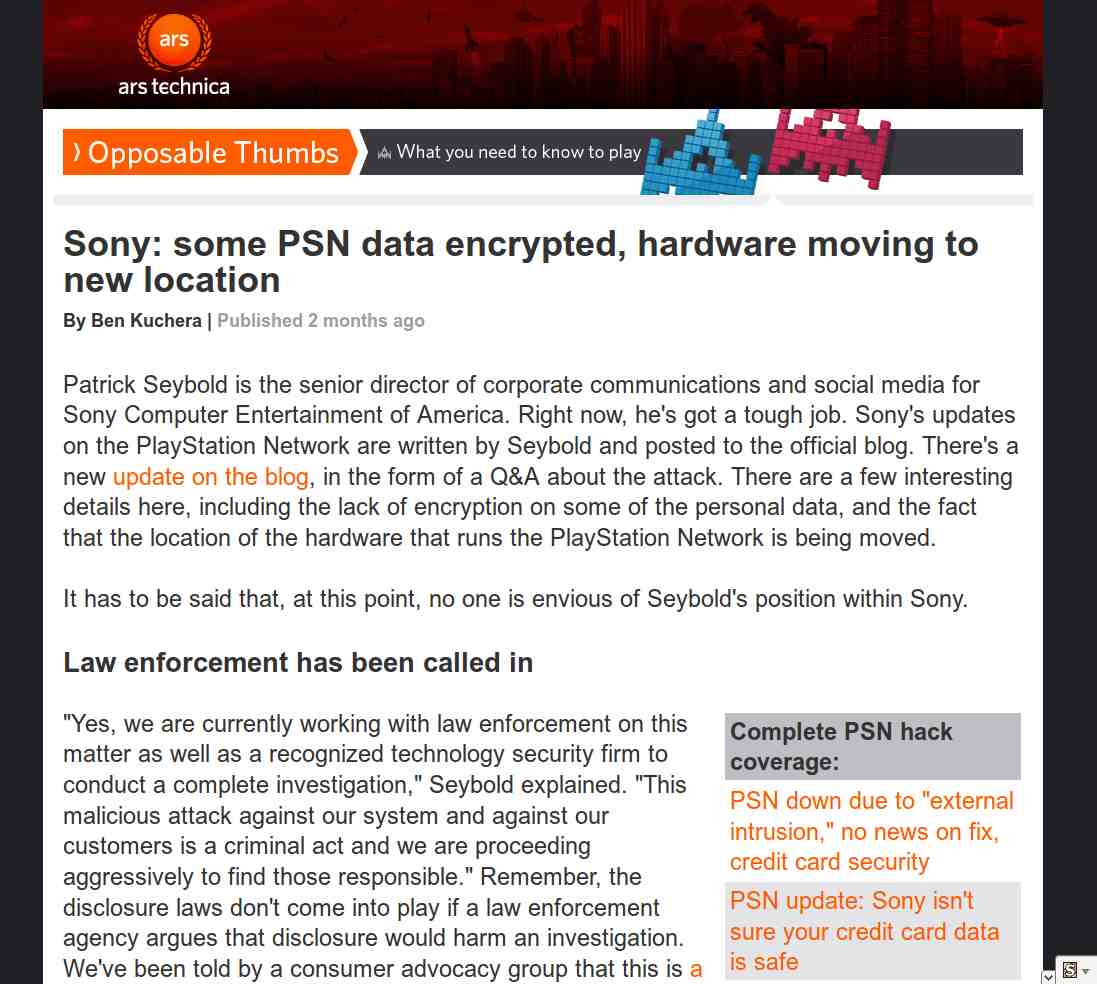 ars
ars technica
Opposable Thumbs
What you need to know to play
Sony: some PSN data encrypted, hardware moving to
new location
By Ben Kuchera | Published 2 months ago
Patrick Seybold is the senior director of corporate communications and social media for
Sony Computer Entertainment of America. Right now, he's got a tough job. Sony's updates
on the PlayStation Network are written by Seybold and posted to the official blog. There's a
new update on the blog, in the form of a Q&A about the attack. There are a few interesting
details here, including the lack of encryption on some of the personal data, and the fact
that the location of the hardware that runs the PlayStation Network is being moved.
It has to be said that, at this point, no one is envious of Seybold's position within Sony.
Law enforcement has been called in
"Yes, we are currently working with law enforcement on this
matter as well as a recognized technology security firm to
conduct a complete investigation," Seybold explained. "This
malicious attack against our system and against our
customers is a criminal act and we are proceeding
aggressively to find those responsible." Remember, the
disclosure laws don't come into play if a law enforcement
agency argues that disclosure would harm an investigation.
We've been told by a consumer advocacy group that this is a
Complete PSN hack
coverage:
PSN down due to "external
intrusion," no news on fix,
credit card security
PSN update: Sony isn't
sure your credit card data
is safe
S